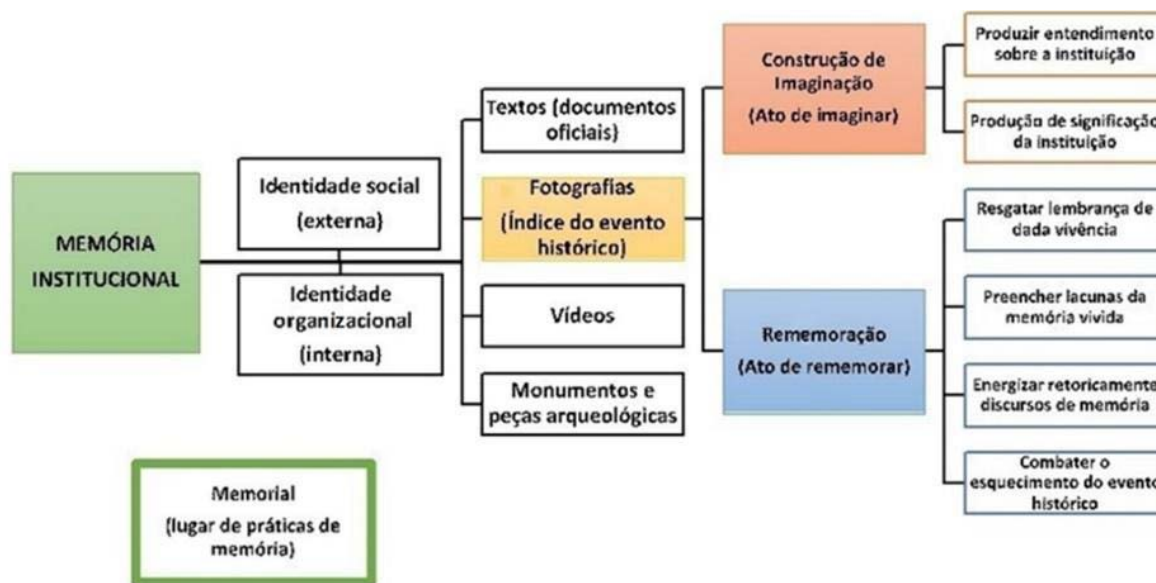 MEMÓRIA
INSTITUCIONAL
Identidade social
(externa)
Identidade
organizacional
(interna)
Textos (documentos
oficiais)
Fotografias
(Índice do evento
histórico)
Vídeos
Monumentos e
peças arqueológicas
Construção de
Imaginação
(Ato de imaginar)
Produzir entendimento
sobre a instituição
Produção de significação
da instituição
Rememoração
(Ato de rememorar)
Resgatar lembrança de
dada vivência
Preencher lacunas da
memória vivida
Energizar retoricamente
discursos de memória
Combater o
esquecimento do evento
histórico
Memorial
(lugar de práticas de
memória)